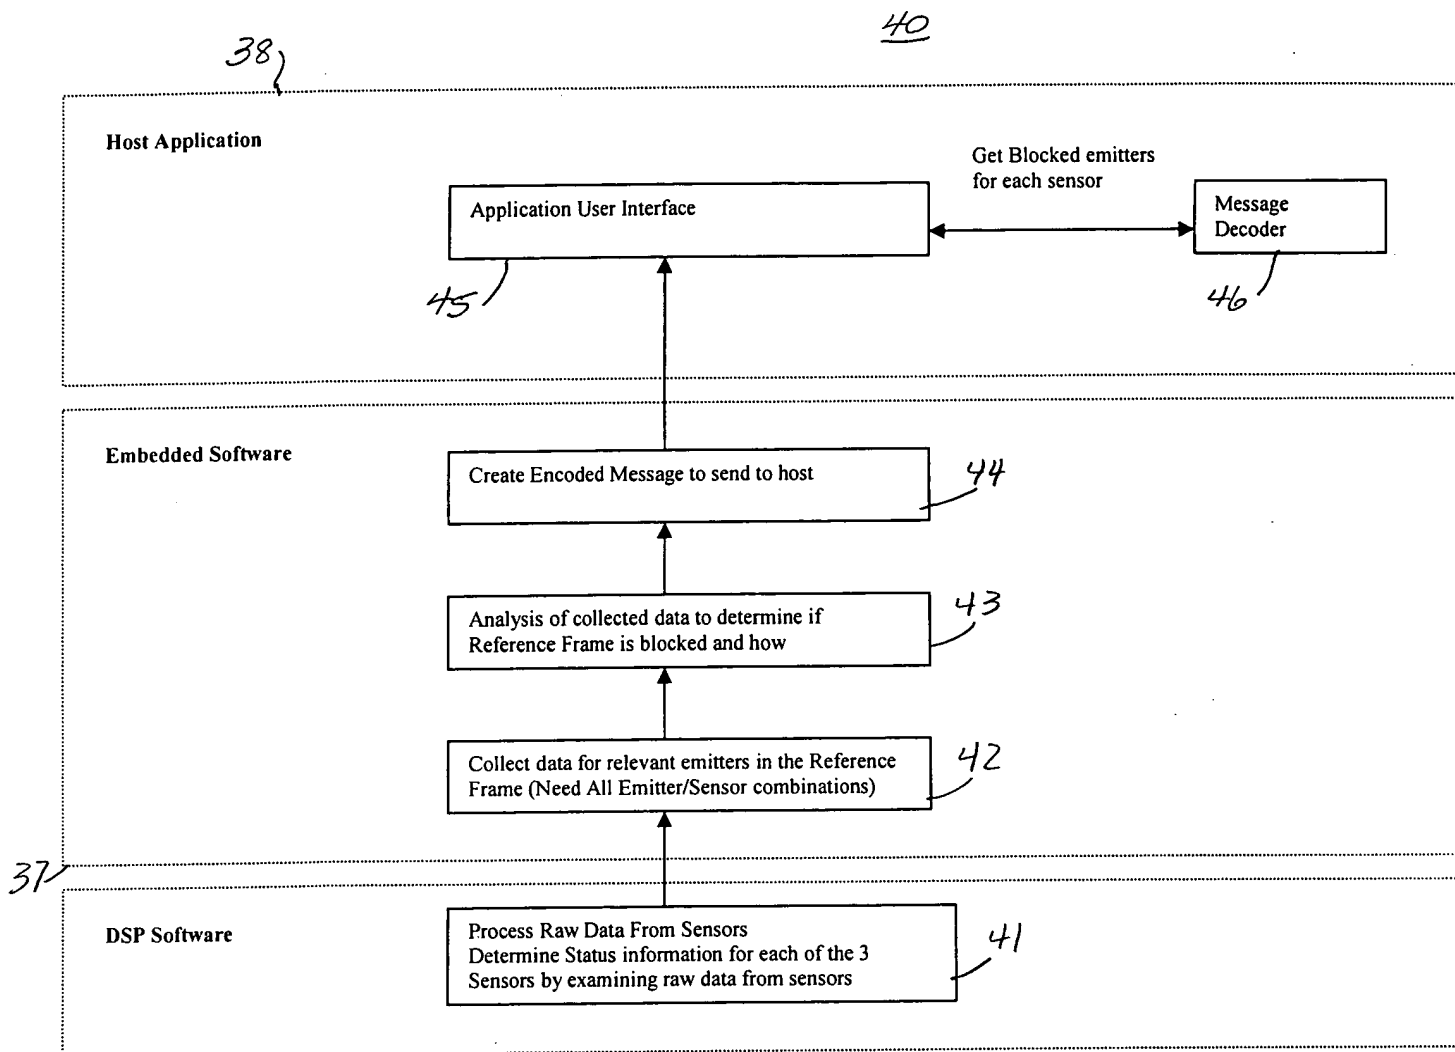 40
38
Host Application
Get Blocked emitters
for each sensor
Application User Interface
Message
Decoder
45
46
Embedded Software
Create Encoded Message to send to host
44
Analysis of collected data to determine if
Reference Frame is blocked and how
43
Collect data for relevant emitters in the Reference
Frame (Need All Emitter/Sensor combinations)
42
37
DSP Software
Process Raw Data From Sensors
Determine Status information for each of the 3
Sensors by examining raw data from sensors
41